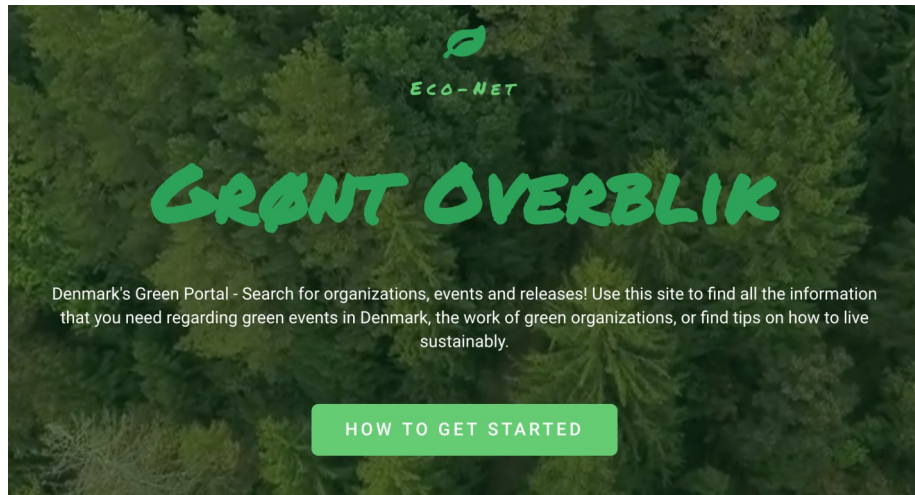 Eco-Net
Grønt Overblik
Denmark's Green Portal - Search for organizations, events and releases! Use this site to find all the information
that you need regarding green events in Denmark, the work of green organizations, or find tips on how to live
sustainably.
HOW TO GET STARTED